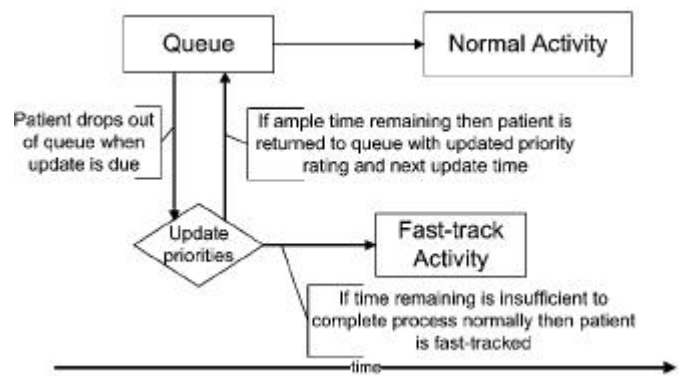 Queue
Normal Activity
Patient drops out
of queue when
update is due
If ample time remaining then patient is
returned to queue with updated priority
rating and next update time
Update
priorities
Fast-track
Activity
If time remaining is insufficient to
complete process normally then patient
is fast-tracked
time